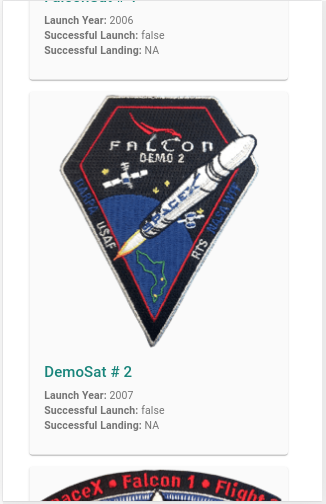 Launch Year: 2006
Successful Launch: false
Successful Landing: NA
FALCON
DEMO 2
DARPA
USAF
SPACEX
RTS
NASA WFF
DemoSat # 2
Launch Year: 2007
Successful Launch: false
Successful Landing: NA
SpaceX • Falcon 1 • Flight